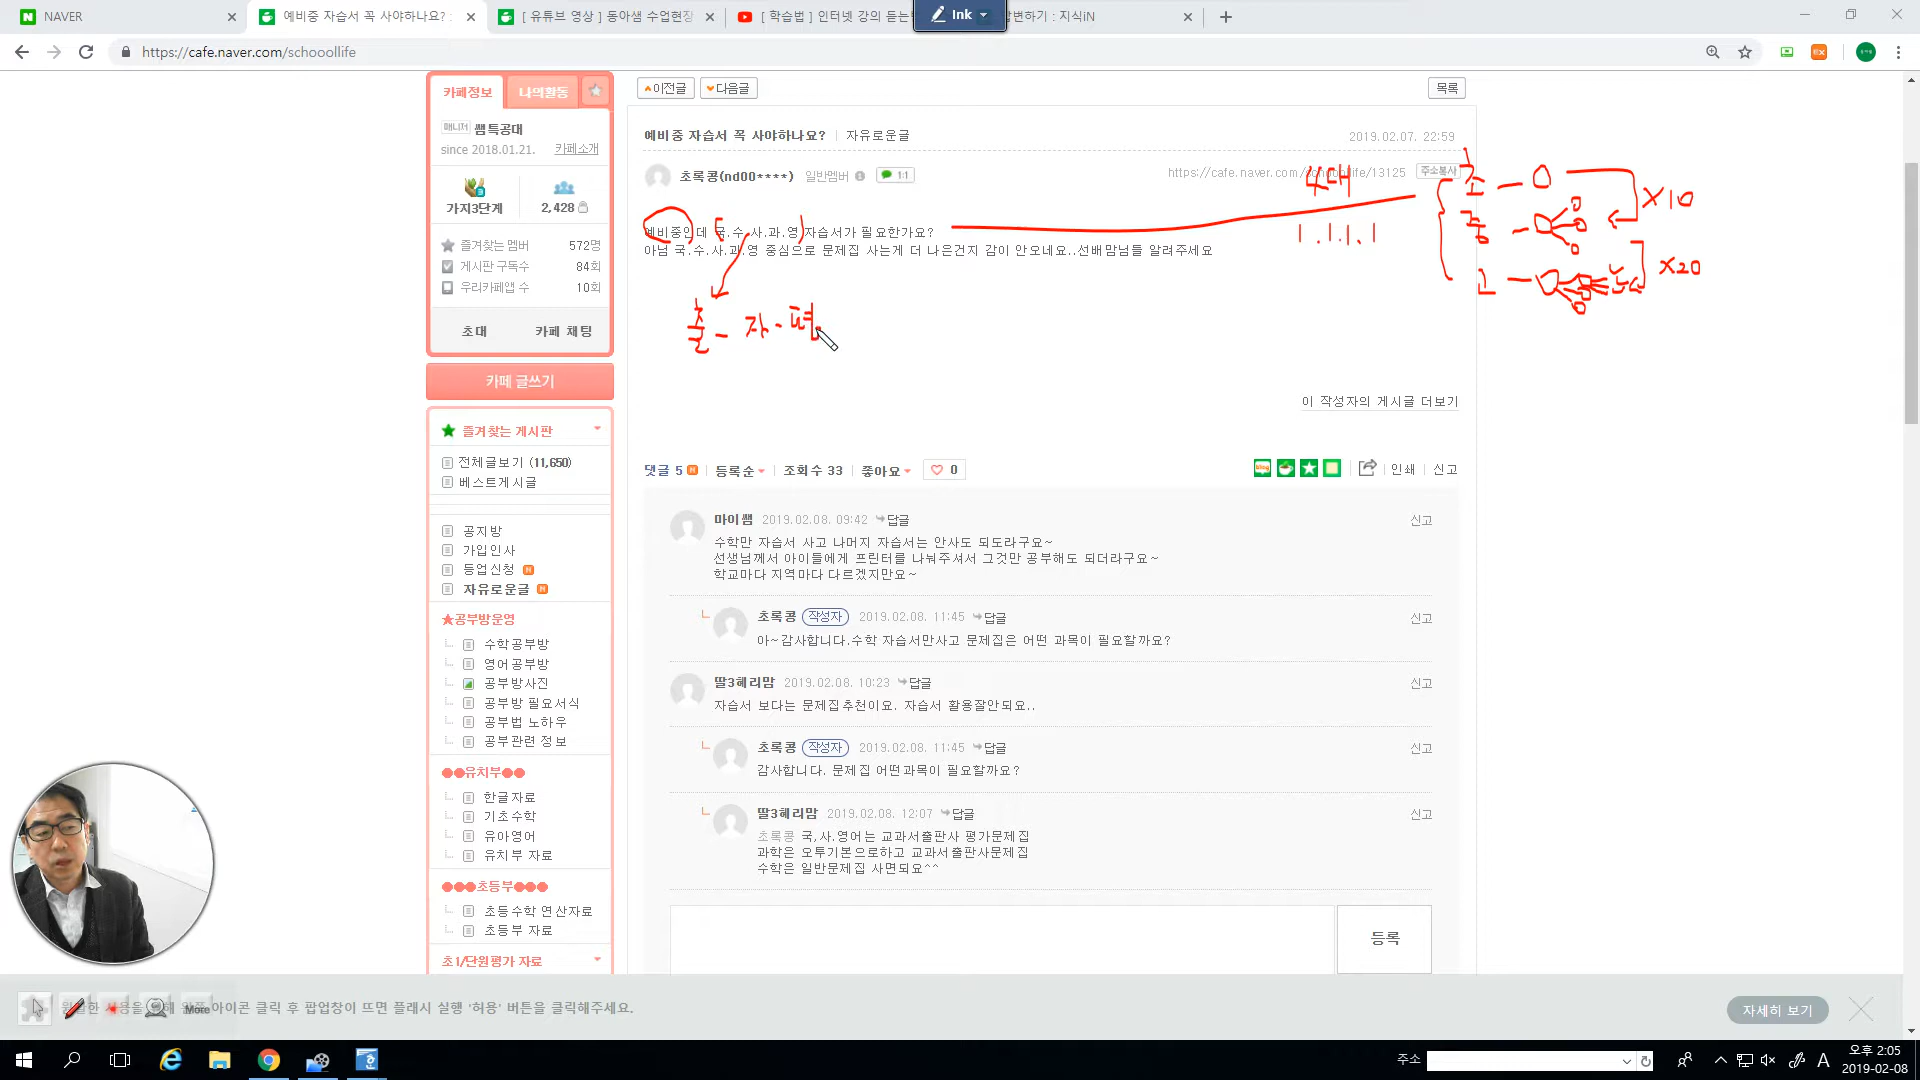 NAVER
예비중 자습서 꼭 사야하나요? :
[ 유튜브 영상 ] 동아샘 수업현장
[ 학습법 ] 인터넷 강의 듣는
답변하기 : 지식iN
Ink
https://cafe.naver.com/schooollife
카페정보
나의활동
매니저 쌤특공대
since 2018.01.21.
카페소개
가지3단계
2,428
즐겨찾는 멤버 572명
게시판 구독수 84회
우리카페앱 수 10회
초대
카페 채팅
카페 글쓰기
즐겨찾는 게시판
전체글보기 (11,650)
베스트게시글
공지방
가입인사
등업신청 N
자유로운글 N
★공부방운영
수학공부방
영어공부방
공부방사진
공부방 필요서식
공부법 노하우
공부관련 정보
●●유치부●●
한글자료
기초수학
유아영어
유치부 자료
●●●초등부●●●
초등수학 연산자료
초등부 자료
초1/단원평가 자료
이전글
다음글
목록
예비중 자습서 꼭 사야하나요? | 자유로운글
2019.02.07. 22:59
초록콩(nd00****) 일반멤버
1:1
https://cafe.naver.com/schooollife/13125
주소복사
예비중인데 국.수.사.과.영 자습서가 필요한가요?
아님 국.수.사.과.영 중심으로 문제집 사는게 더 나은건지 감이 안오네요..선배맘님들 알려주세요
4대
1.1.1.1
초
중
고
X10
X20
출 - 자 - 평
이 작성자의 게시글 더보기
댓글 5 N | 등록순 | 조회수 33 | 좋아요 0
blog
인쇄 | 신고
마이쌤 2019.02.08. 09:42 답글
신고
수학만 자습서 사고 나머지 자습서는 안사도 되도라구요~
선생님께서 아이들에게 프린터를 나눠주셔서 그것만 공부해도 되더라구요~
학교마다 지역마다 다르겠지만요~
초록콩 작성자 2019.02.08. 11:45 답글
신고
아~감사합니다.수학 자습서만사고 문제집은 어떤 과목이 필요할까요?
딸3혜리맘 2019.02.08. 10:23 답글
신고
자습서 보다는 문제집추천이요. 자습서 활용잘안되요..
초록콩 작성자 2019.02.08. 11:45 답글
신고
감사합니다. 문제집 어떤과목이 필요할까요?
딸3혜리맘 2019.02.08. 12:07 답글
신고
초록콩 국,사.영어는 교과서출판사 평가문제집
과학은 오투기본으로하고 교과서출판사문제집
수학은 일반문제집 사면되요^^
등록
아이콘 클릭 후 팝업창이 뜨면 플래시 실행 '허용' 버튼을 클릭해주세요.
More
자세히 보기
주소
A
오후 2:05
2019-02-08